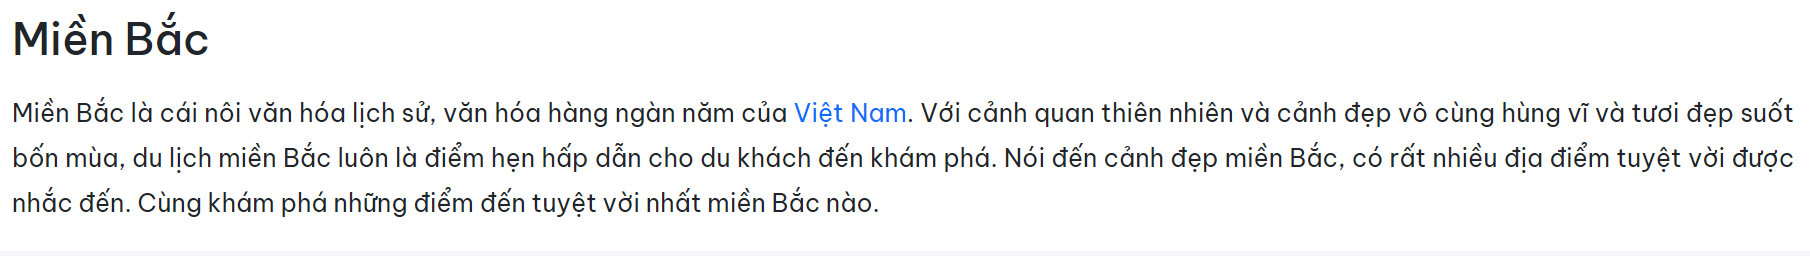 Miền Bắc
Miền Bắc là cái nôi văn hóa lịch sử, văn hóa hàng ngàn năm của Việt Nam. Với cảnh quan thiên nhiên và cảnh đẹp vô cùng hùng vĩ và tươi đẹp suốt
bốn mùa, du lịch miền Bắc luôn là điểm hẹn hấp dẫn cho du khách đến khám phá. Nói đến cảnh đẹp miền Bắc, có rất nhiều địa điểm tuyệt vời được
nhắc đến. Cùng khám phá những điểm đến tuyệt vời nhất miền Bắc nào.